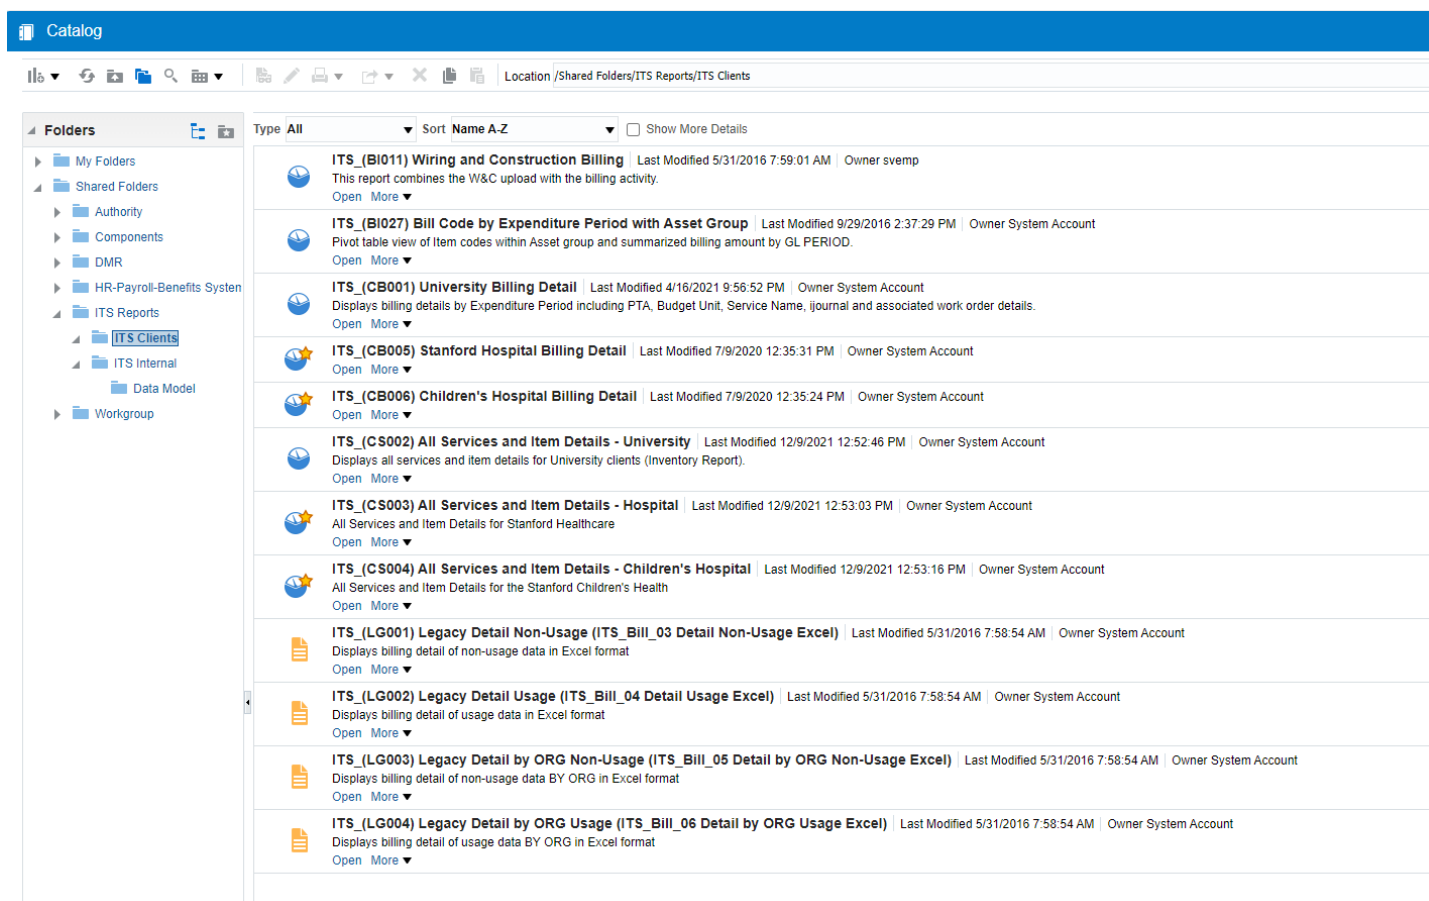 Catalog
Location /Shared Folders/ITS Reports/ITS Clients
Folders
My Folders
Shared Folders
Authority
Components
DMR
HR-Payroll-Benefits System
ITS Reports
ITS Clients
ITS Internal
Data Model
Workgroup
Type All Sort Name A-Z Show More Details
ITS_(BI011) Wiring and Construction Billing Last Modified 5/31/2016 7:59:01 AM Owner svemp
This report combines the W&C upload with the billing activity.
Open More
ITS_(BI027) Bill Code by Expenditure Period with Asset Group Last Modified 9/29/2016 2:37:29 PM Owner System Account
Pivot table view of Item codes within Asset group and summarized billing amount by GL PERIOD.
Open More
ITS_(CB001) University Billing Detail Last Modified 4/16/2021 9:56:52 PM Owner System Account
Displays billing details by Expenditure Period including PTA, Budget Unit, Service Name, ijournal and associated work order details.
Open More
ITS_(CB005) Stanford Hospital Billing Detail Last Modified 7/9/2020 12:35:31 PM Owner System Account
Open More
ITS_(CB006) Children's Hospital Billing Detail Last Modified 7/9/2020 12:35:24 PM Owner System Account
Open More
ITS_(CS002) All Services and Item Details - University Last Modified 12/9/2021 12:52:46 PM Owner System Account
Displays all services and item details for University clients (Inventory Report).
Open More
ITS_(CS003) All Services and Item Details - Hospital Last Modified 12/9/2021 12:53:03 PM Owner System Account
All Services and Item Details for Stanford Healthcare
Open More
ITS_(CS004) All Services and Item Details - Children's Hospital Last Modified 12/9/2021 12:53:16 PM Owner System Account
All Services and Item Details for the Stanford Children's Health
Open More
ITS_(LG001) Legacy Detail Non-Usage (ITS_Bill_03 Detail Non-Usage Excel) Last Modified 5/31/2016 7:58:54 AM Owner System Account
Displays billing detail of non-usage data in Excel format
Open More
ITS_(LG002) Legacy Detail Usage (ITS_Bill_04 Detail Usage Excel) Last Modified 5/31/2016 7:58:54 AM Owner System Account
Displays billing detail of usage data in Excel format
Open More
ITS_(LG003) Legacy Detail by ORG Non-Usage (ITS_Bill_05 Detail by ORG Non-Usage Excel) Last Modified 5/31/2016 7:58:54 AM Owner System Account
Displays billing detail of non-usage data BY ORG in Excel format
Open More
ITS_(LG004) Legacy Detail by ORG Usage (ITS_Bill_06 Detail by ORG Usage Excel) Last Modified 5/31/2016 7:58:54 AM Owner System Account
Displays billing detail of usage data BY ORG in Excel format
Open More